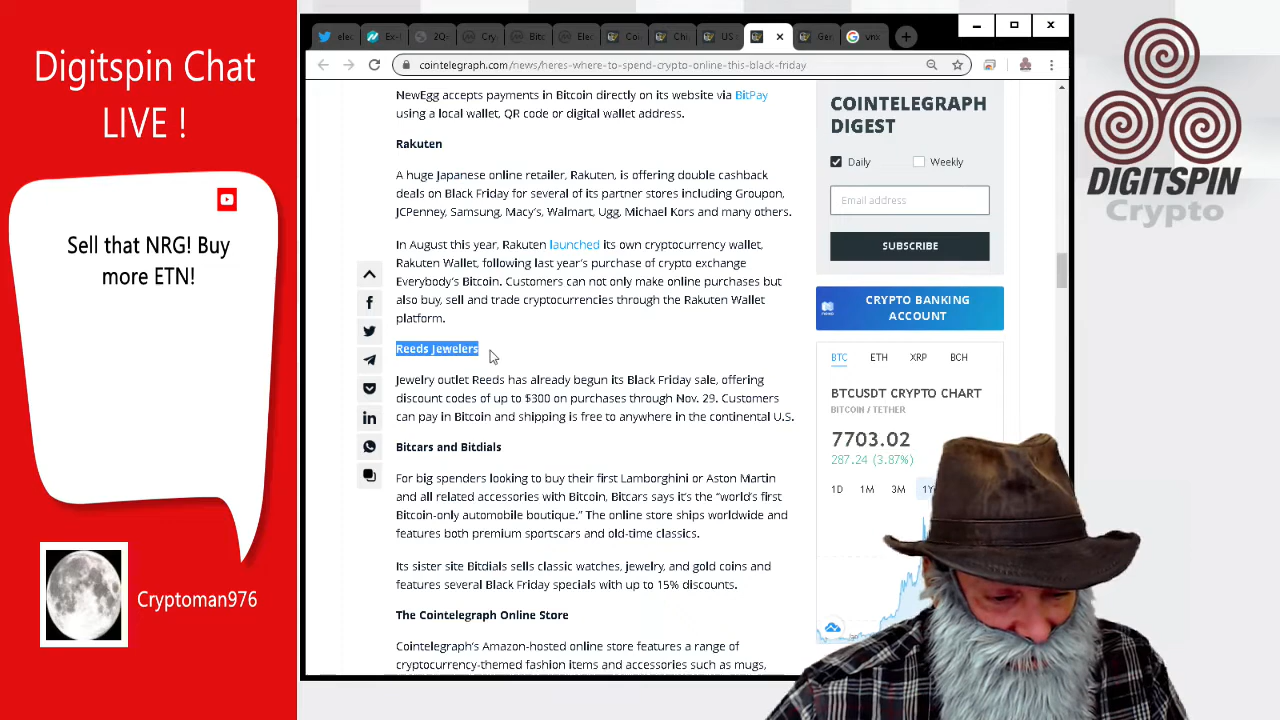 Digitspin Chat
LIVE !
Sell that NRG! Buy
more ETN!
Cryptoman976
cointelegraph.com/news/heres-where-to-spend-crypto-online-this-black-friday
NewEgg accepts payments in Bitcoin directly on its website via BitPay
using a local wallet, QR code or digital wallet address.
Rakuten
A huge Japanese online retailer, Rakuten, is offering double cashback
deals on Black Friday for several of its partner stores including Groupon,
JCPenney, Samsung, Macy's, Walmart, Ugg, Michael Kors and many others.
In August this year, Rakuten launched its own cryptocurrency wallet,
Rakuten Wallet, following last year's purchase of crypto exchange
Everybody's Bitcoin. Customers can not only make online purchases but
also buy, sell and trade cryptocurrencies through the Rakuten Wallet
platform.
Reeds Jewelers
Jewelry outlet Reeds has already begun its Black Friday sale, offering
discount codes of up to $300 on purchases through Nov. 29. Customers
can pay in Bitcoin and shipping is free to anywhere in the continental U.S.
Bitcars and Bitdials
For big spenders looking to buy their first Lamborghini or Aston Martin
and all related accessories with Bitcoin, Bitcars says it's the “world's first
Bitcoin-only automobile boutique.” The online store ships worldwide and
features both premium sportscars and old-time classics.
Its sister site Bitdials sells classic watches, jewelry, and gold coins and
features several Black Friday specials with up to 15% discounts.
The Cointelegraph Online Store
Cointelegraph's Amazon-hosted online store features a range of
cryptocurrency-themed fashion items and accessories such as mugs,
COINTELEGRAPH
DIGEST
Daily Weekly
Email address
SUBSCRIBE
CRYPTO BANKING
ACCOUNT
BTC ETH XRP BCH
BTCUSDT CRYPTO CHART
BITCOIN / TETHER
7703.02
287.24 (3.87%)
1D 1M 3M 1Y
DIGITSPIN
Crypto